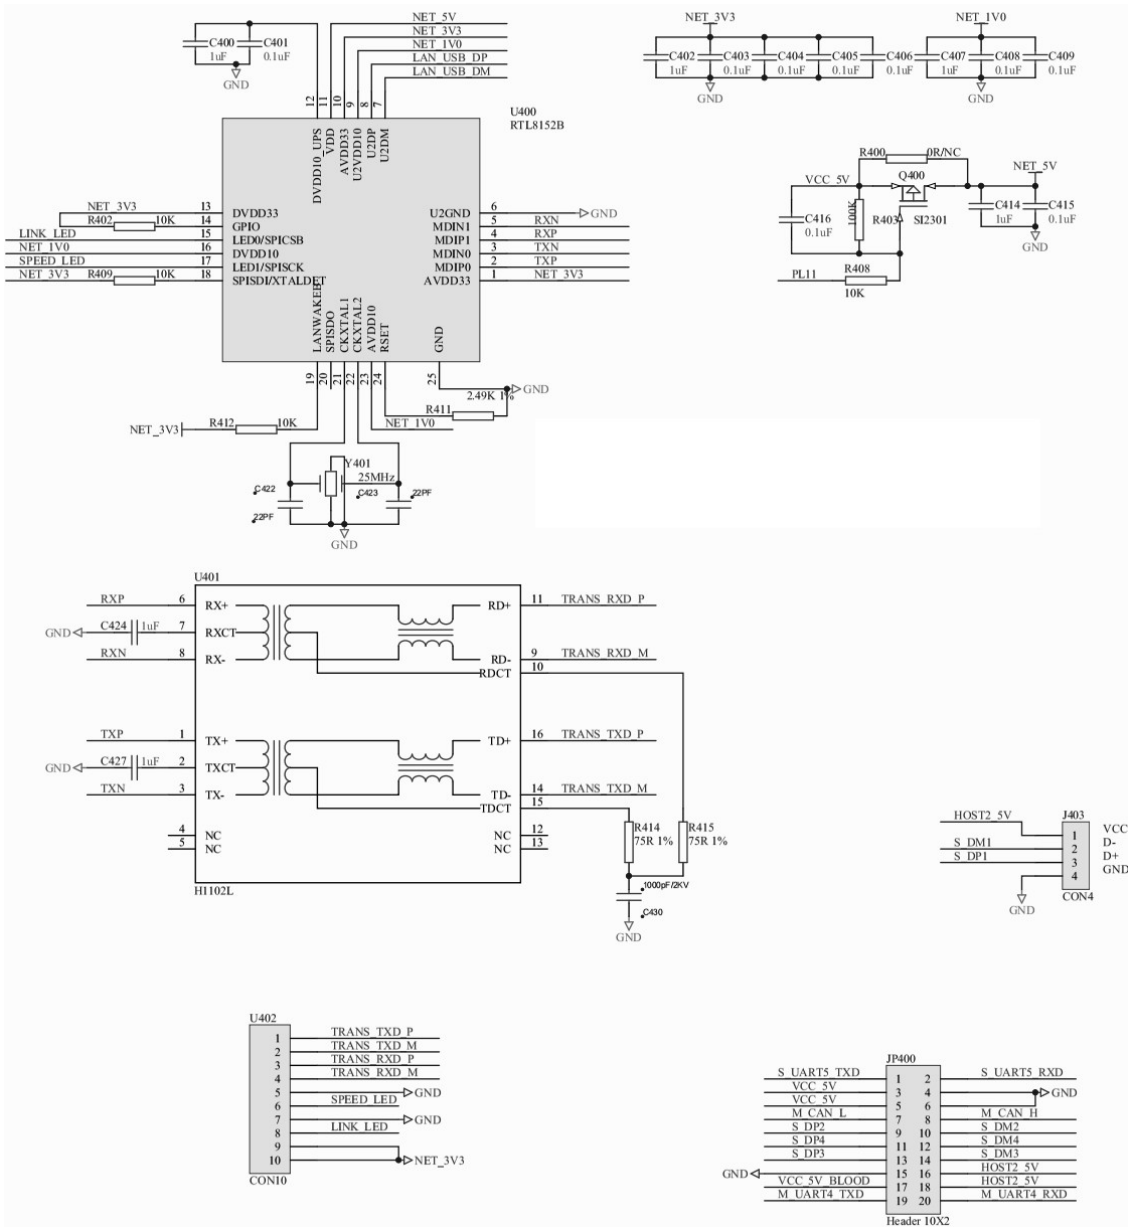 NET_5V
NET_3V3
NET_1V0
LAN_USB_DP
LAN_USB_DM
C400
1uF
C401
0.1uF
GND
12
11
10
9
8
7
DVDD10_UPS
VDD
AVDD33
U2VDD10
U2DP
U2DM
U400
RTL8152B
NET_3V3
13
DVDD33
R402
10K
14
GPIO
LINK_LED
15
LED0/SPICSB
NET_1V0
16
DVDD10
SPEED_LED
17
LED1/SPISCK
NET_3V3
R409
10K
18
SPISDI/XTALDET
U2GND
6
GND
MDIN1
5
RXN
MDIP1
4
RXP
MDIN0
3
TXN
MDIP0
2
TXP
AVDD33
1
NET_3V3
LANWAKEB
SPISDO
CKXTAL1
CKXTAL2
AVDD10
RSET
GND
19
20
21
22
23
24
25
2.49K 1%
GND
R411
NET_1V0
NET_3V3
R412
10K
Y401
25MHz
C422
22PF
C423
22PF
GND
NET_3V3
C402
1uF
C403
0.1uF
C404
0.1uF
C405
0.1uF
C406
0.1uF
GND
NET_1V0
C407
1uF
C408
0.1uF
C409
0.1uF
GND
R400
0R/NC
VCC_5V
Q400
NET_5V
C416
0.1uF
100K
R403
SI2301
C414
1uF
C415
0.1uF
GND
PL11
R408
10K
U401
RXP
6
RX+
GND
C424
1uF
7
RXCT
RXN
8
RX-
RD+
11
TRANS_RXD_P
RD-
9
TRANS_RXD_M
RDCT
10
TXP
1
TX+
GND
C427
1uF
2
TXCT
TXN
3
TX-
TD+
16
TRANS_TXD_P
TD-
14
TRANS_TXD_M
TDCT
15
4
NC
5
NC
NC
12
NC
13
H1102L
R414
75R 1%
R415
75R 1%
1000pF/2KV
C430
GND
J403
HOST2_5V
1
VCC
S_DM1
2
D-
S_DP1
3
D+
4
GND
GND
CON4
U402
1
TRANS_TXD_P
2
TRANS_TXD_M
3
TRANS_RXD_P
4
TRANS_RXD_M
5
GND
6
SPEED_LED
7
GND
8
LINK_LED
9
10
NET_3V3
CON10
JP400
S_UART5_TXD
1
2
S_UART5_RXD
VCC_5V
3
4
GND
VCC_5V
5
6
M_CAN_L
7
8
M_CAN_H
S_DP2
9
10
S_DM2
S_DP4
11
12
S_DM4
S_DP3
13
14
S_DM3
GND
15
16
HOST2_5V
VCC_5V_BLOOD
17
18
HOST2_5V
M_UART4_TXD
19
20
M_UART4_RXD
Header 10X2